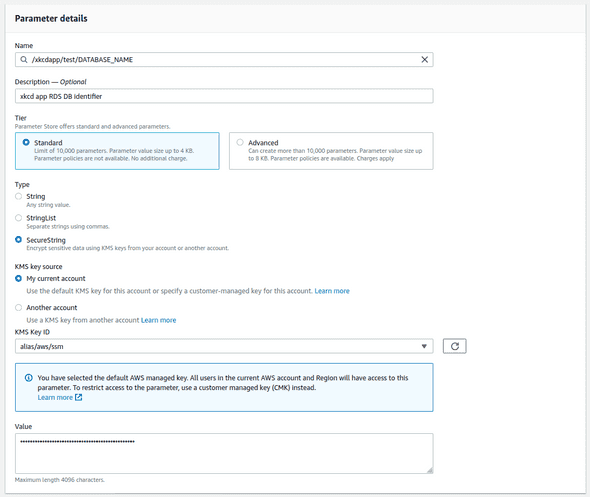 Parameter details
Name
/xkcdapp/test/DATABASE_NAME
Description — Optional
xkcd app RDS DB identifier
Tier
Parameter Store offers standard and advanced parameters.
Standard
Limit of 10,000 parameters. Parameter value size up to 4 KB.
Parameter policies are not available. No additional charge.
Advanced
Can create more than 10,000 parameters. Parameter value size up
to 8 KB. Parameter policies are available. Charges apply
Type
String
Any string value.
StringList
Separate strings using commas.
SecureString
Encrypt sensitive data using KMS keys from your account or another account.
KMS key source
My current account
Use the default KMS key for this account or specify a customer-managed key for this account. Learn more
Another account
Use a KMS key from another account Learn more
KMS Key ID
alias/aws/ssm
You have selected the default AWS managed key. All users in the current AWS account and Region will have access to this
parameter. To restrict access to the parameter, use a customer managed key (CMK) instead.
Learn more
Value
Maximum length 4096 characters.